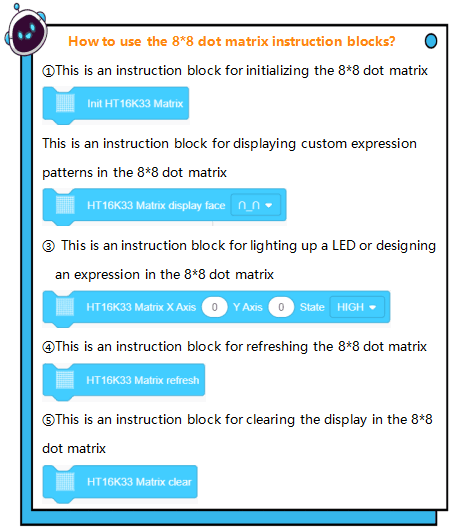 How to use the 8*8 dot matrix instruction blocks?
①This is an instruction block for initializing the 8*8 dot matrix
Init HT16K33 Matrix
This is an instruction block for displaying custom expression
patterns in the 8*8 dot matrix
HT16K33 Matrix display face ∩_∩
③ This is an instruction block for lighting up a LED or designing
an expression in the 8*8 dot matrix
HT16K33 Matrix X Axis 0 Y Axis 0 State HIGH
④This is an instruction block for refreshing the 8*8 dot matrix
HT16K33 Matrix refresh
⑤This is an instruction block for clearing the display in the 8*8
dot matrix
HT16K33 Matrix clear